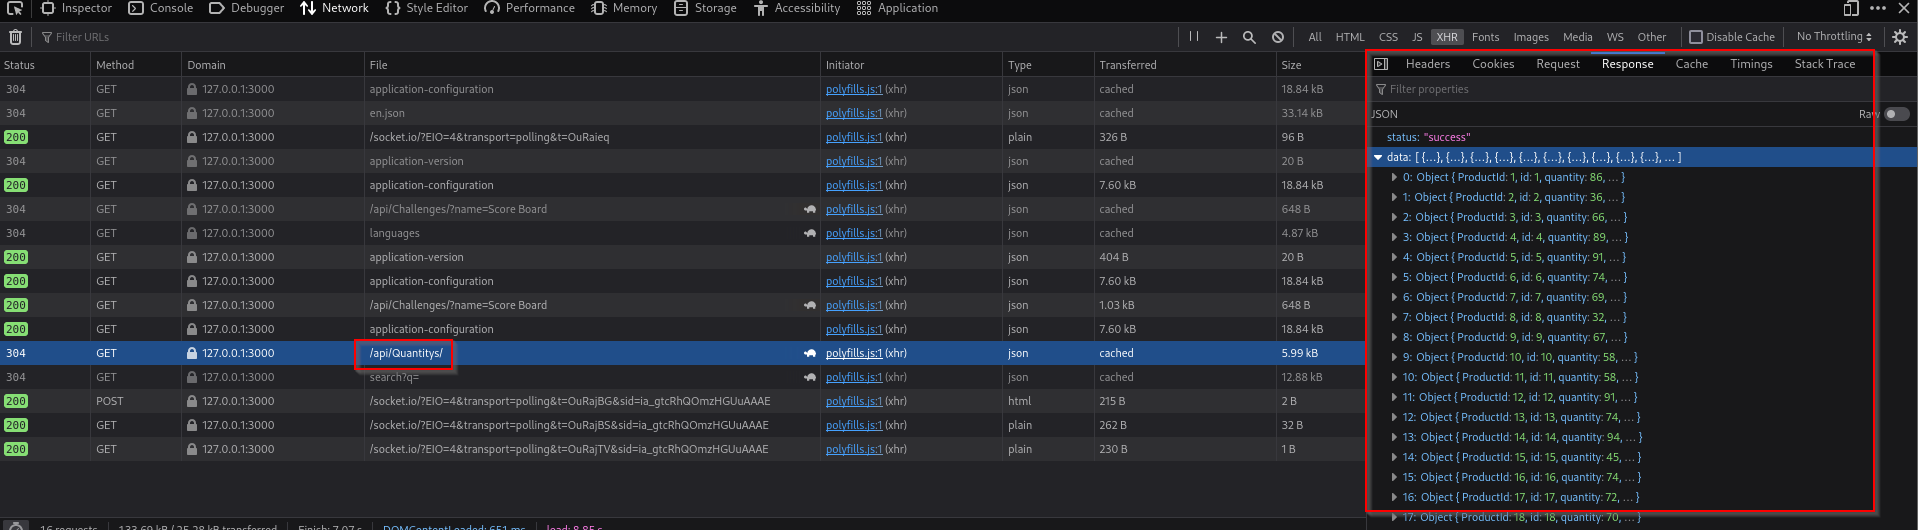 Inspector Console Debugger Network Style Editor Performance Memory Storage Accessibility Application
Filter URLs All HTML CSS JS XHR Fonts Images Media WS Other Disable Cache No Throttling
Status Method Domain File Initiator Type Transferred Size
304 GET 127.0.0.1:3000 application-configuration polyfills.js:1 (xhr) json cached 18.84 kB
304 GET 127.0.0.1:3000 en.json polyfills.js:1 (xhr) json cached 33.14 kB
200 GET 127.0.0.1:3000 /socket.io/?EIO=4&transport=polling&t=OuRaieq polyfills.js:1 (xhr) plain 326 B 96 B
304 GET 127.0.0.1:3000 application-version polyfills.js:1 (xhr) json cached 20 B
200 GET 127.0.0.1:3000 application-configuration polyfills.js:1 (xhr) json 7.60 kB 18.84 kB
304 GET 127.0.0.1:3000 /api/Challenges/?name=Score Board polyfills.js:1 (xhr) json cached 648 B
304 GET 127.0.0.1:3000 languages polyfills.js:1 (xhr) json cached 4.87 kB
200 GET 127.0.0.1:3000 application-version polyfills.js:1 (xhr) json 404 B 20 B
200 GET 127.0.0.1:3000 application-configuration polyfills.js:1 (xhr) json 7.60 kB 18.84 kB
200 GET 127.0.0.1:3000 /api/Challenges/?name=Score Board polyfills.js:1 (xhr) json 1.03 kB 648 B
200 GET 127.0.0.1:3000 application-configuration polyfills.js:1 (xhr) json 7.60 kB 18.84 kB
304 GET 127.0.0.1:3000 /api/Quantitys/ polyfills.js:1 (xhr) json cached 5.99 kB
304 GET 127.0.0.1:3000 search?q= polyfills.js:1 (xhr) json cached 12.88 kB
200 POST 127.0.0.1:3000 /socket.io/?EIO=4&transport=polling&t=OuRajBG&sid=ia_gtcRhQOmzHGUuAAAE polyfills.js:1 (xhr) html 215 B 2 B
200 GET 127.0.0.1:3000 /socket.io/?EIO=4&transport=polling&t=OuRajBS&sid=ia_gtcRhQOmzHGUuAAAE polyfills.js:1 (xhr) plain 262 B 32 B
200 GET 127.0.0.1:3000 /socket.io/?EIO=4&transport=polling&t=OuRajTV&sid=ia_gtcRhQOmzHGUuAAAE polyfills.js:1 (xhr) plain 230 B 1 B
16 requests 133.69 kB / 25.28 kB transferred Finish: 7.07 s DOMContentLoaded: 651 ms load: 8.85 s
Headers Cookies Request Response Cache Timings Stack Trace
Filter properties
JSON Raw
status: "success"
data: [ {…}, {…}, {…}, {…}, {…}, {…}, {…}, {…}, {…}, {…}, … ]
0: Object { ProductId: 1, id: 1, quantity: 86, … }
1: Object { ProductId: 2, id: 2, quantity: 36, … }
2: Object { ProductId: 3, id: 3, quantity: 66, … }
3: Object { ProductId: 4, id: 4, quantity: 89, … }
4: Object { ProductId: 5, id: 5, quantity: 91, … }
5: Object { ProductId: 6, id: 6, quantity: 74, … }
6: Object { ProductId: 7, id: 7, quantity: 69, … }
7: Object { ProductId: 8, id: 8, quantity: 32, … }
8: Object { ProductId: 9, id: 9, quantity: 67, … }
9: Object { ProductId: 10, id: 10, quantity: 58, … }
10: Object { ProductId: 11, id: 11, quantity: 58, … }
11: Object { ProductId: 12, id: 12, quantity: 91, … }
12: Object { ProductId: 13, id: 13, quantity: 74, … }
13: Object { ProductId: 14, id: 14, quantity: 94, … }
14: Object { ProductId: 15, id: 15, quantity: 45, … }
15: Object { ProductId: 16, id: 16, quantity: 74, … }
16: Object { ProductId: 17, id: 17, quantity: 72, … }
17: Object { ProductId: 18, id: 18, quantity: 70, … }